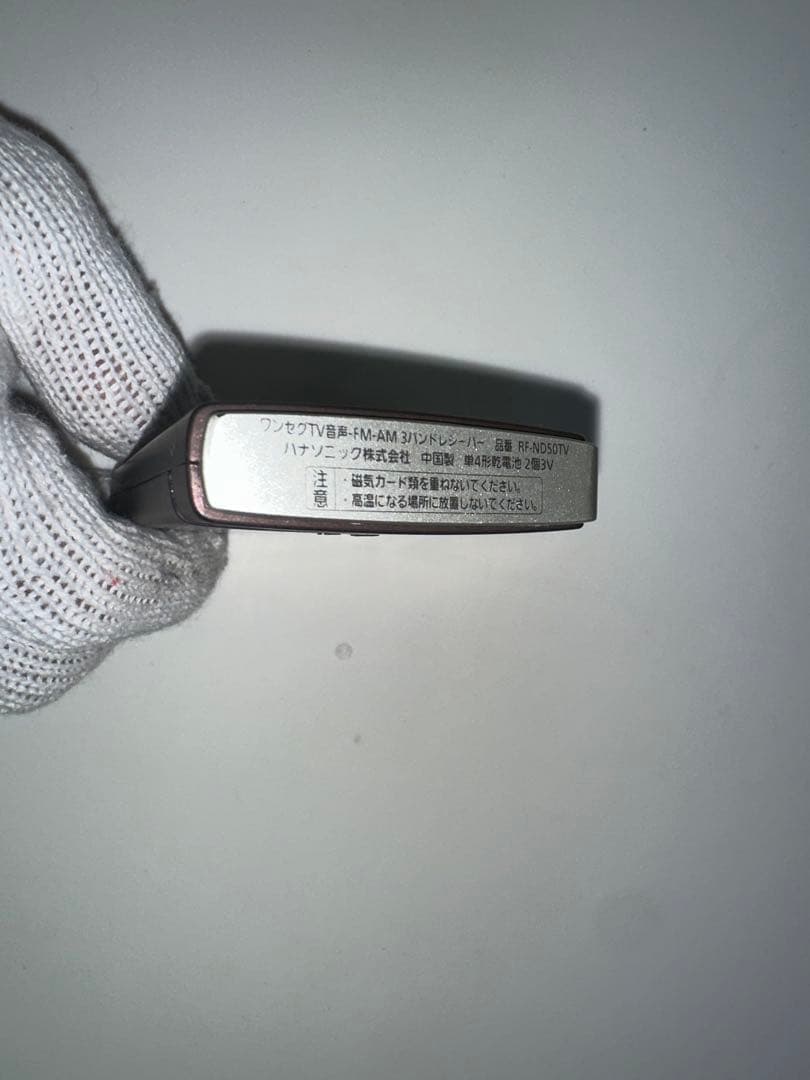 ワンセグTV音声-FM-AM 3バンドレシーバー 品番 RF-ND50TV
パナソニック株式会社 中国製 単4形乾電池 2個3V
注意
・磁気カード類を重ねないでください。
・高温になる場所に放置しないでください。